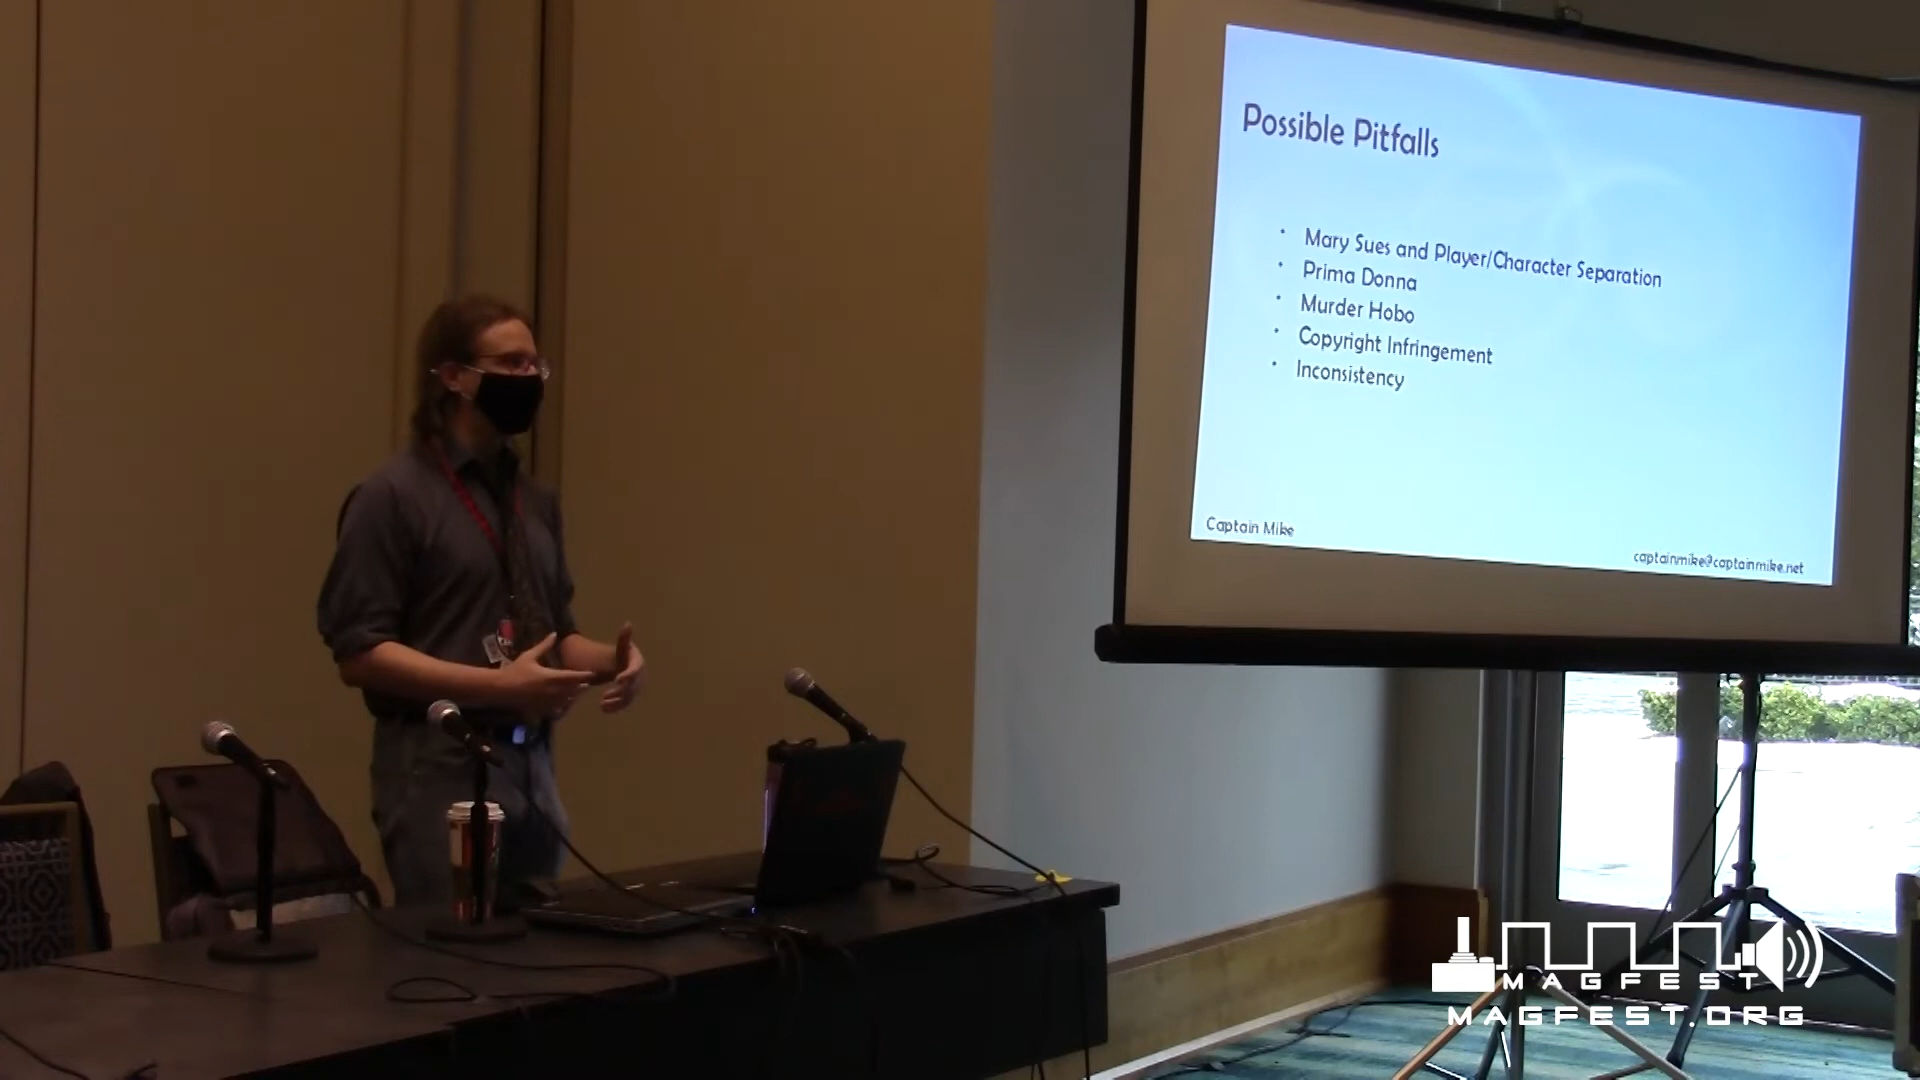 Possible Pitfalls
• Mary Sues and Player/Character Separation
• Prima Donna
• Murder Hobo
• Copyright Infringement
• Inconsistency
Captain Mike
captainmike@captainmike.net
MAGFEST
MAGFEST.ORG